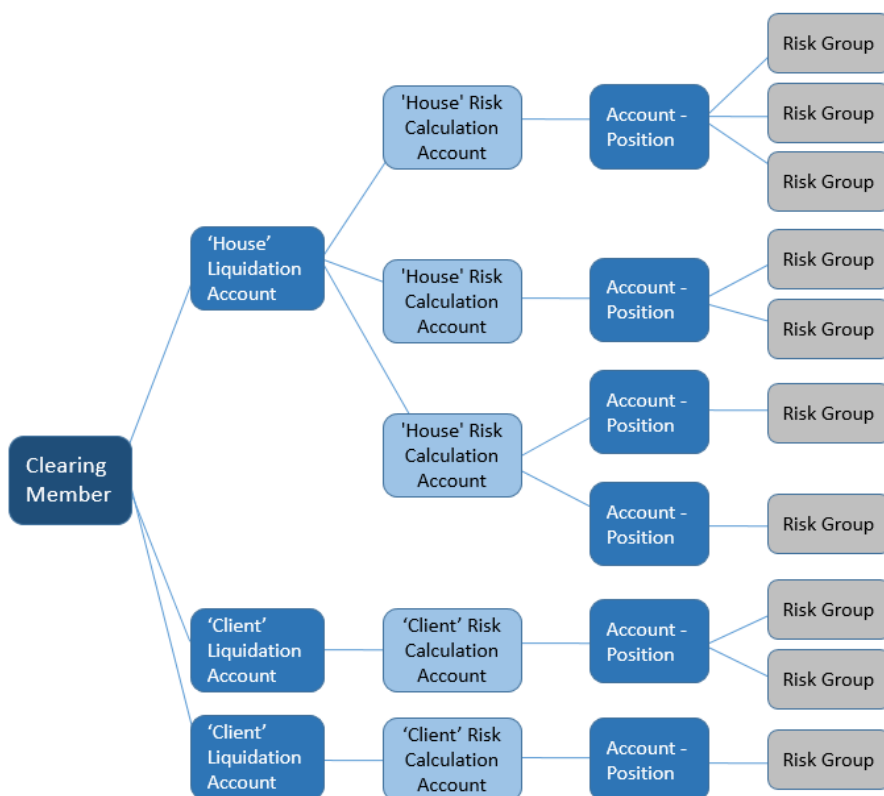 Risk Group
'House' Risk
Calculation
Account
Account -
Position
Risk Group
Risk Group
‘House’
Liquidation
Account
Risk Group
'House' Risk
Calculation
Account
Account -
Position
Risk Group
'House' Risk
Calculation
Account
Account -
Position
Risk Group
Clearing
Member
Account -
Position
Risk Group
‘Client’
Liquidation
Account
‘Client’ Risk
Calculation
Account
Account -
Position
Risk Group
Risk Group
‘Client’
Liquidation
Account
‘Client’ Risk
Calculation
Account
Account -
Position
Risk Group